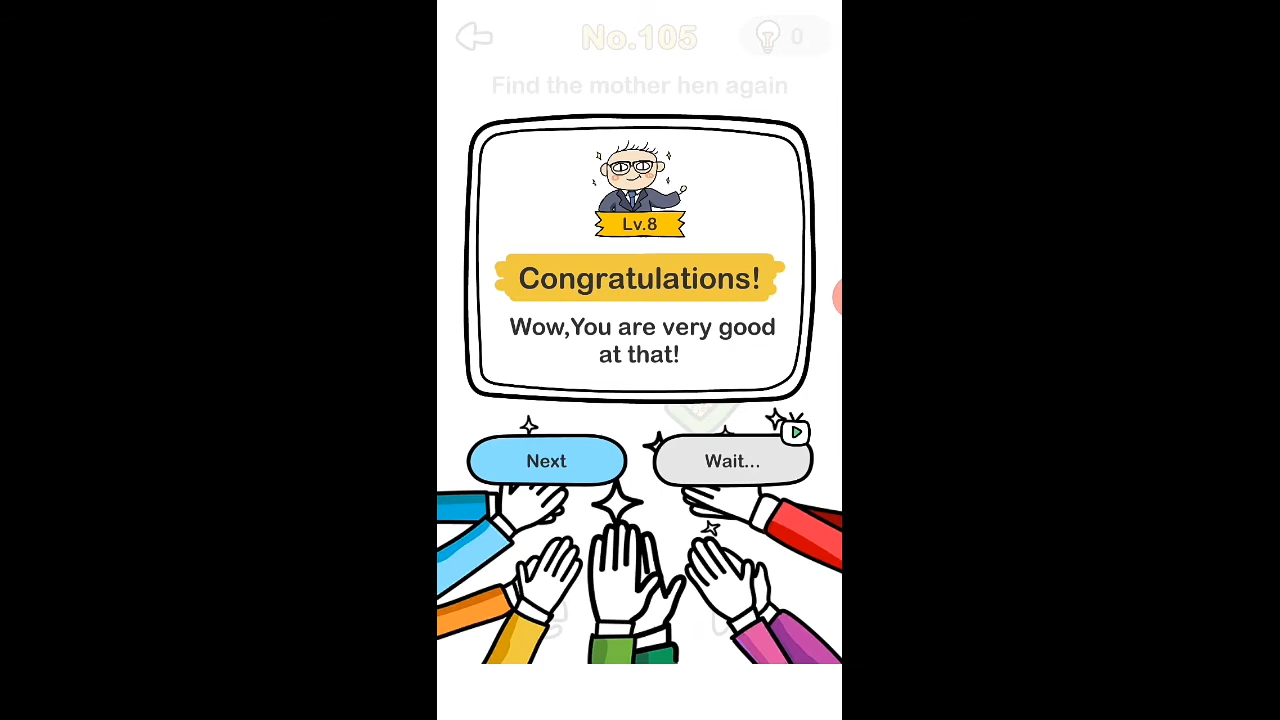 No.105
0
Find the mother hen again
Lv.8
Congratulations!
Wow,You are very good
at that!
Next
Wait...